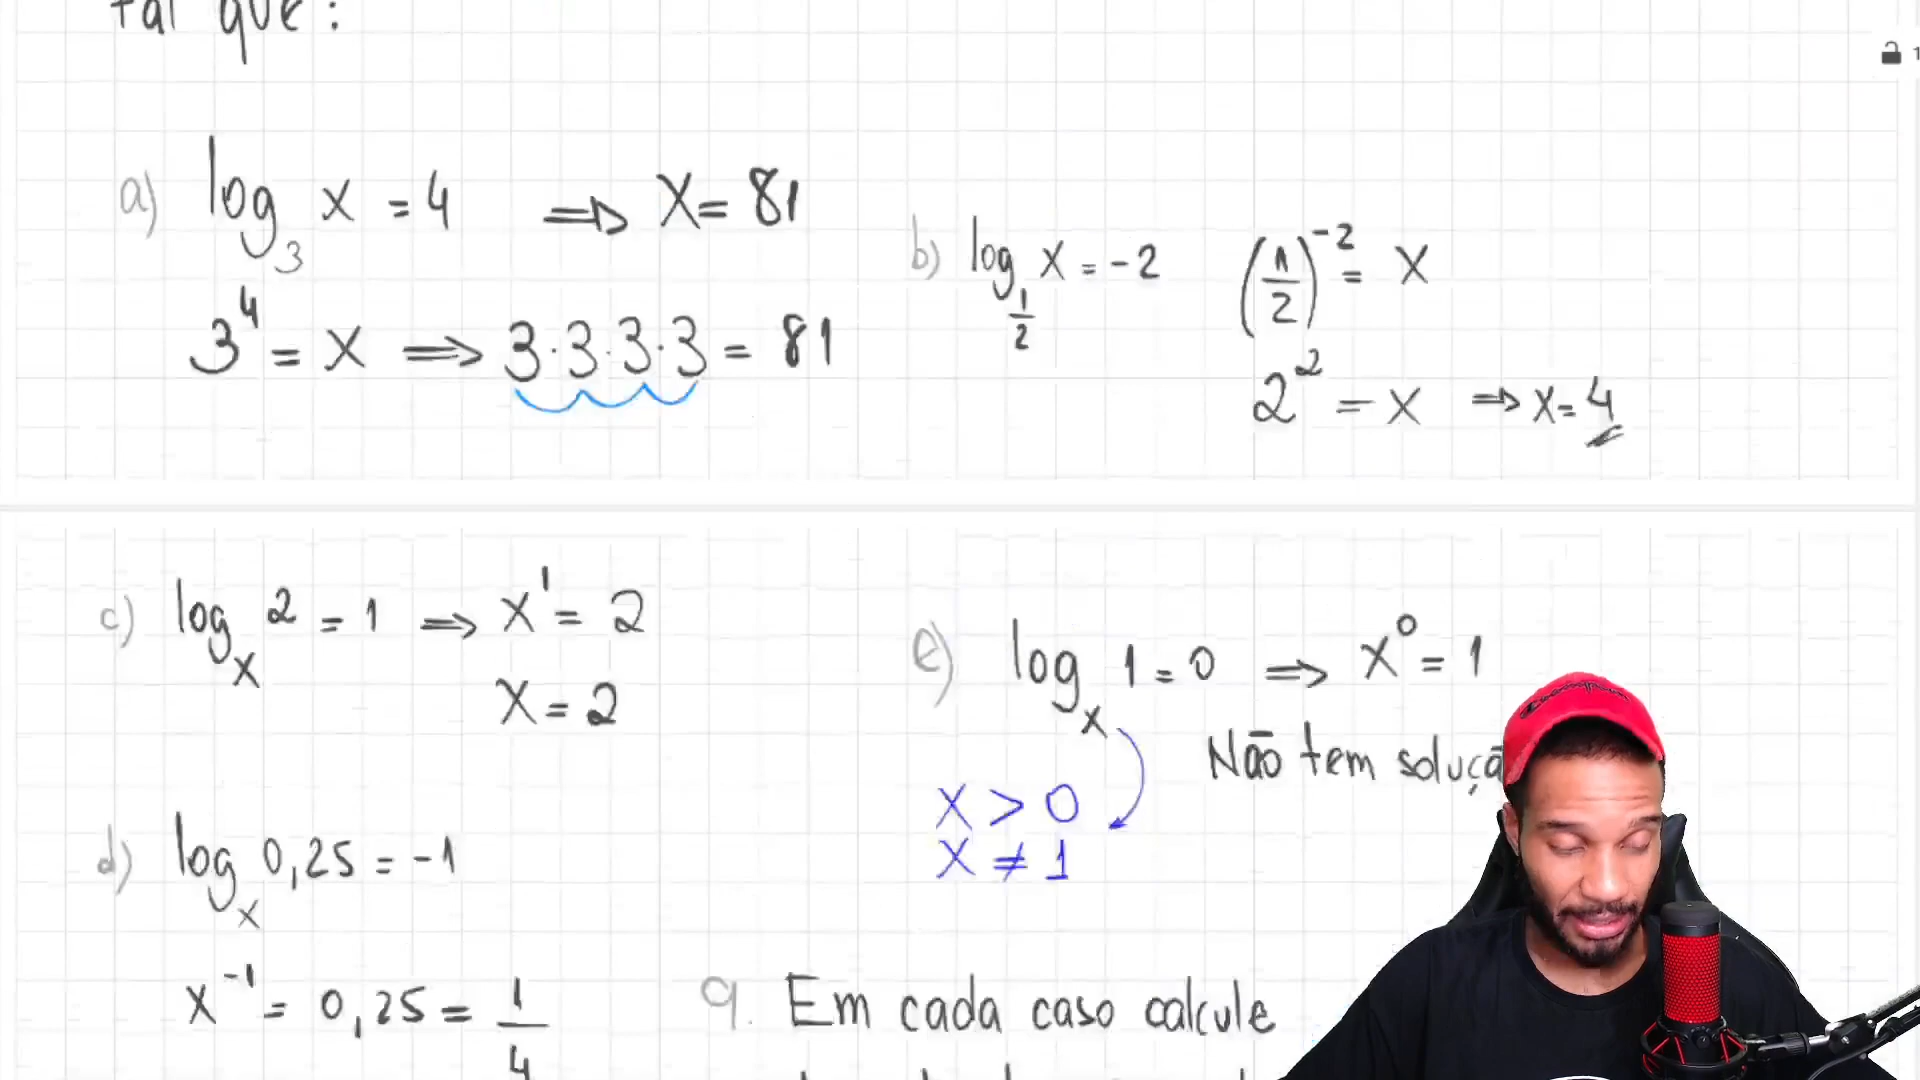 tal que:
a) log₃ x = 4 ⇒ x = 81
3⁴ = x ⇒ 3·3·3·3 = 81
b) log_{1/2} x = -2 (1/2)⁻² = x
2² = x ⇒ x = 4
c) logₓ 2 = 1 ⇒ x¹ = 2
x = 2
d) logₓ 0,25 = -1
x⁻¹ = 0,25 = 1/4
e) logₓ 1 = 0 ⇒ x⁰ = 1
Não tem
x > 0
x ≠ 1
9. Em cada caso calcule